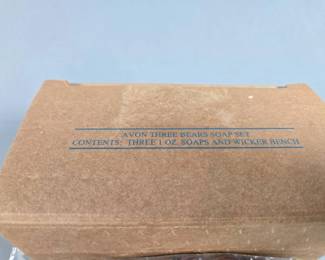 AVON THREE BEARS SOAP SET
CONTENTS: THREE 1 OZ. SOAPS AND WICKER BENCH